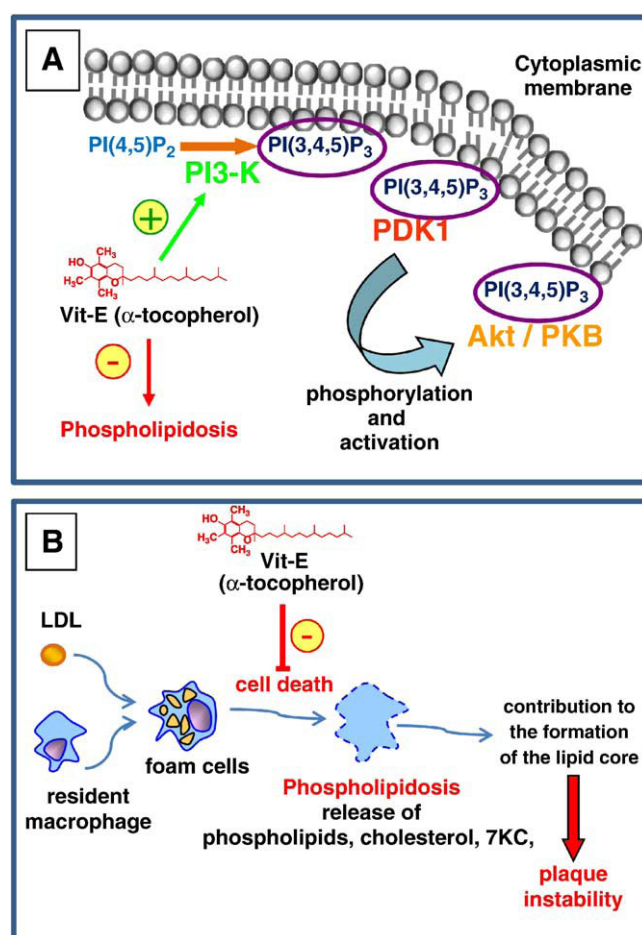 A
Cytoplasmic
membrane
PI(4,5)P2
PI(3,4,5)P3
PI3-K
PI(3,4,5)P3
PDK1
+
CH3
HO
H3C
O
CH3
Vit-E (α-tocopherol)
PI(3,4,5)P3
Akt / PKB
-
phosphorylation
and
activation
Phospholipidosis
B
CH3
HO
H3C
O
CH3
Vit-E
(α-tocopherol)
LDL
-
cell death
contribution to
the formation
of the lipid core
foam cells
resident
macrophage
Phospholipidosis
release of
phospholipids, cholesterol, 7KC,
plaque
instability